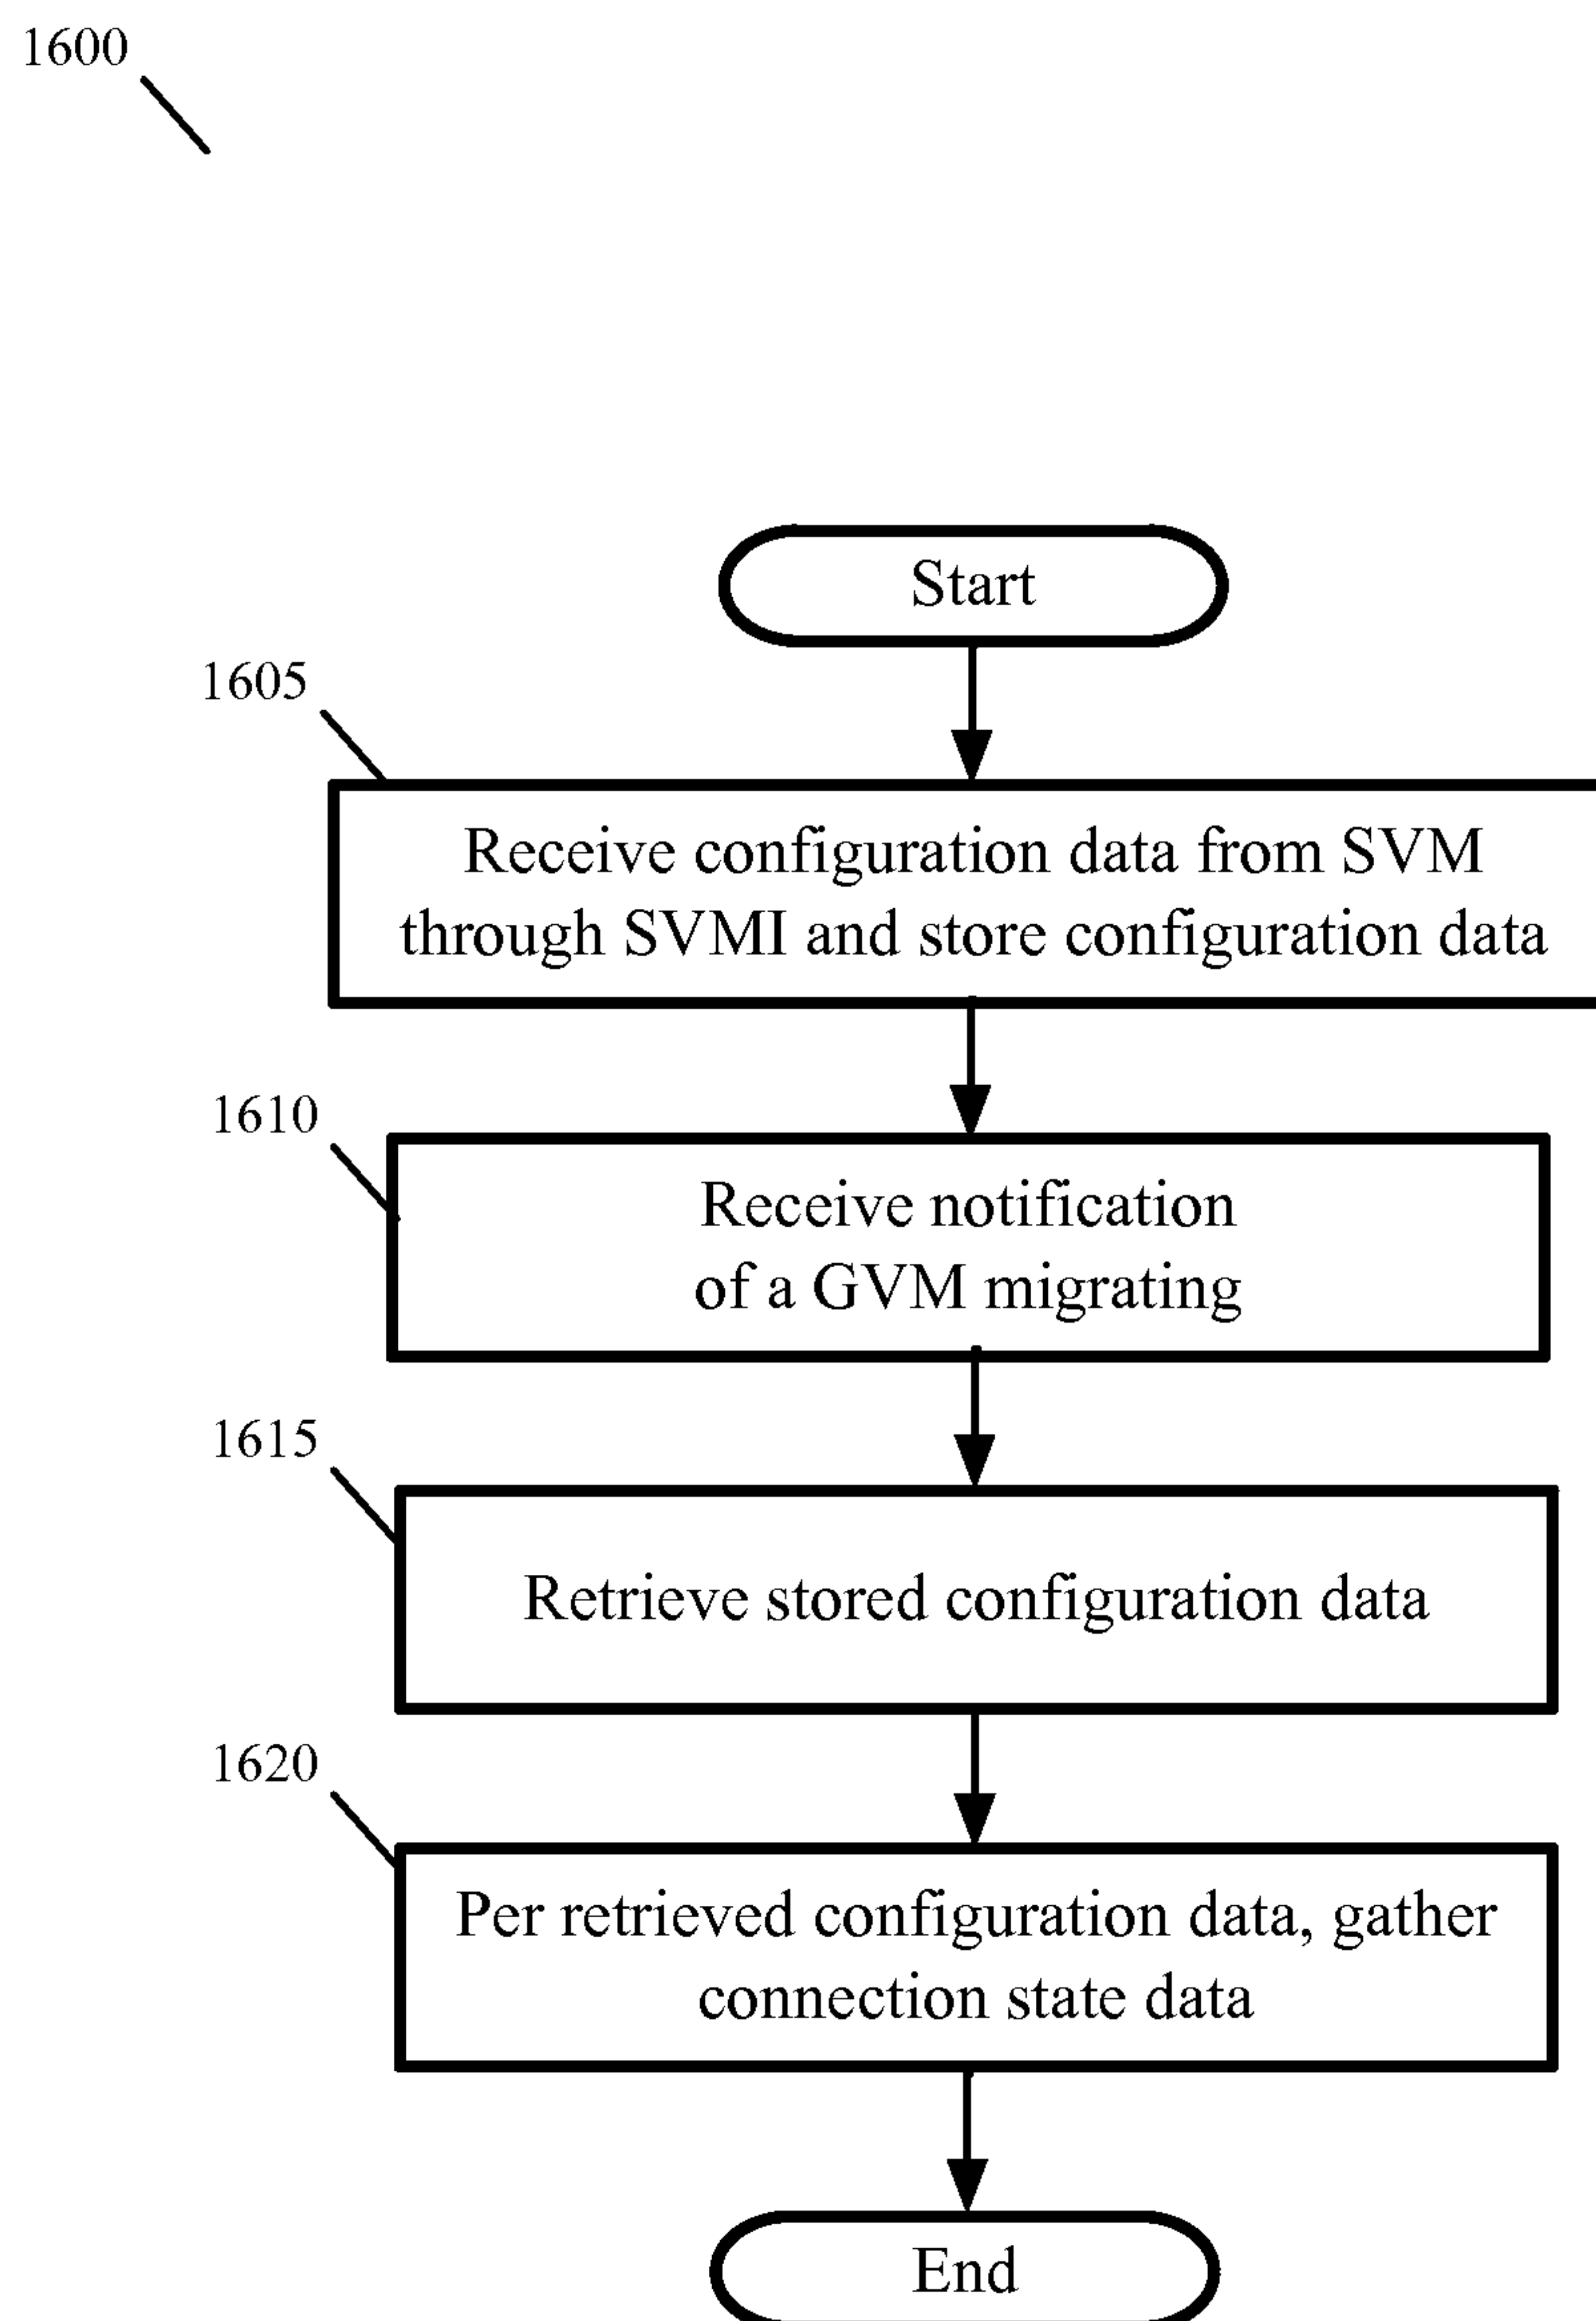 1600
Start
1605
Receive configuration data from SVM
through SVMI and store configuration data
1610
Receive notification
of a GVM migrating
1615
Retrieve stored configuration data
1620
Per retrieved configuration data, gather
connection state data
End